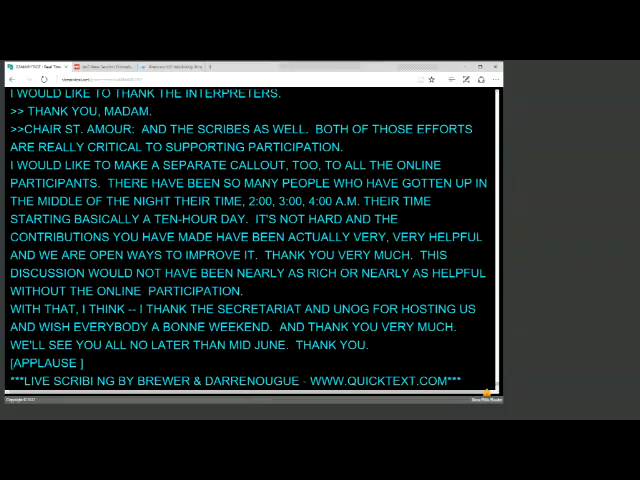 I WOULD LIKE TO THANK THE INTERPRETERS.
>> THANK YOU, MADAM.
>>CHAIR ST. AMOUR: AND THE SCRIBES AS WELL. BOTH OF THOSE EFFORTS
ARE REALLY CRITICAL TO SUPPORTING PARTICIPATION.
I WOULD LIKE TO MAKE A SEPARATE CALLOUT, TOO, TO ALL THE ONLINE
PARTICIPANTS. THERE HAVE BEEN SO MANY PEOPLE WHO HAVE GOTTEN UP IN
THE MIDDLE OF THE NIGHT THEIR TIME, 2:00, 3:00, 4:00 A.M. THEIR TIME
STARTING BASICALLY A TEN-HOUR DAY. IT'S NOT HARD AND THE
CONTRIBUTIONS YOU HAVE MADE HAVE BEEN ACTUALLY VERY, VERY HELPFUL
AND WE ARE OPEN WAYS TO IMPROVE IT. THANK YOU VERY MUCH. THIS
DISCUSSION WOULD NOT HAVE BEEN NEARLY AS RICH OR NEARLY AS HELPFUL
WITHOUT THE ONLINE PARTICIPATION.
WITH THAT, I THINK -- I THANK THE SECRETARIAT AND UNOG FOR HOSTING US
AND WISH EVERYBODY A BONNE WEEKEND. AND THANK YOU VERY MUCH.
WE'LL SEE YOU ALL NO LATER THAN MID JUNE. THANK YOU.
[APPLAUSE ]
***LIVE SCRIBI NG BY BREWER & DARRENOUGUE - WWW.QUICKTEXT.COM***